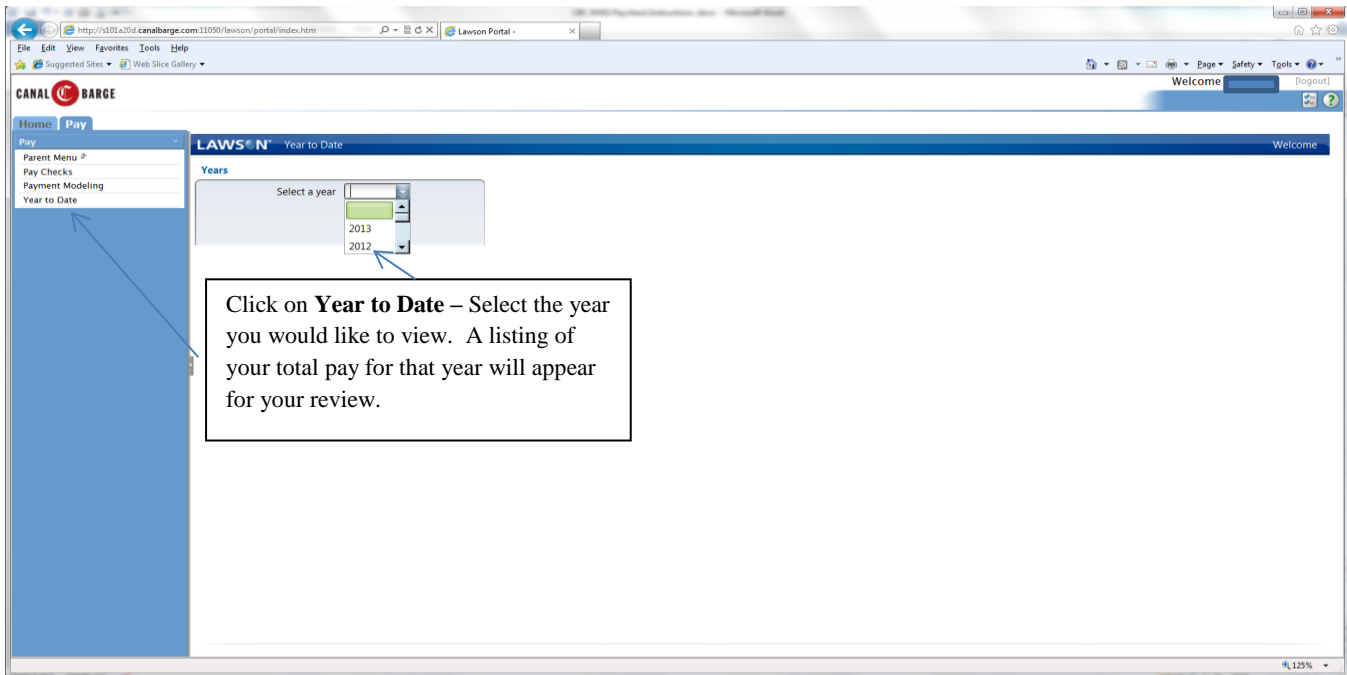 http://s101a20d.canalbarge.com:11050/lawson/portal/index.htm
Lawson Portal -
File Edit View Favorites Tools Help
Suggested Sites Web Slice Gallery
Page Safety Tools
Welcome [logout]
CANAL BARGE
Home Pay
Pay
Parent Menu
Pay Checks
Payment Modeling
Year to Date
LAWSON Year to Date Welcome
Years
Select a year
2013
2012
Click on Year to Date – Select the year
you would like to view. A listing of
your total pay for that year will appear
for your review.
125%